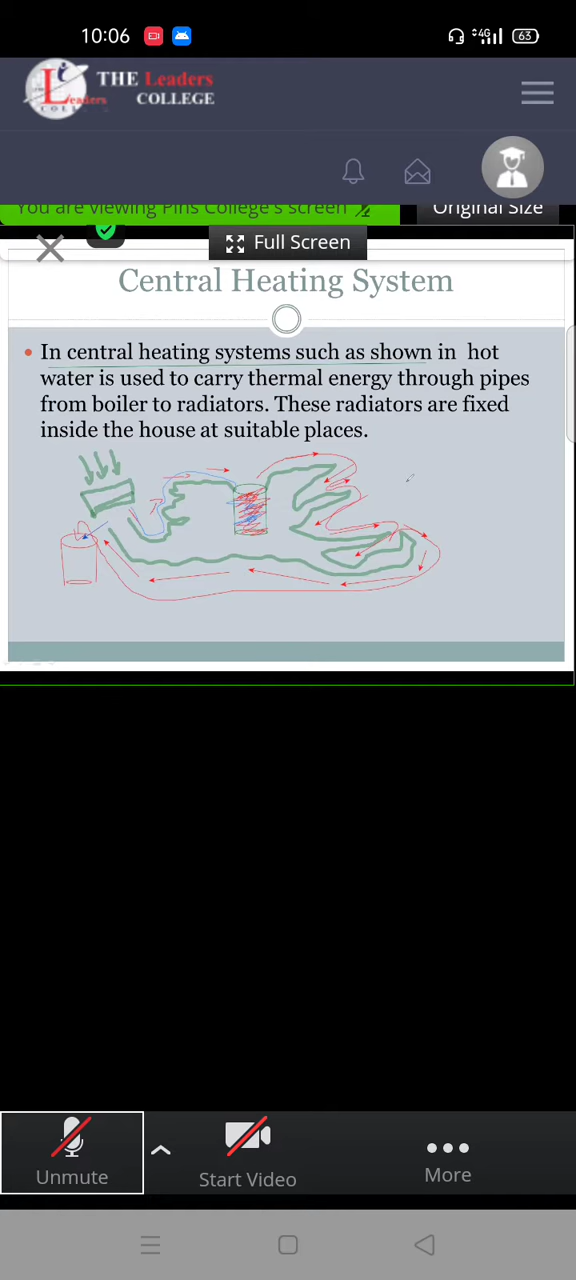 10:06
4G
63
THE Leaders
COLLEGE
You are viewing Pins College's screen
Original Size
Full Screen
Central Heating System
In central heating systems such as shown in hot
water is used to carry thermal energy through pipes
from boiler to radiators. These radiators are fixed
inside the house at suitable places.
Unmute
Start Video
More